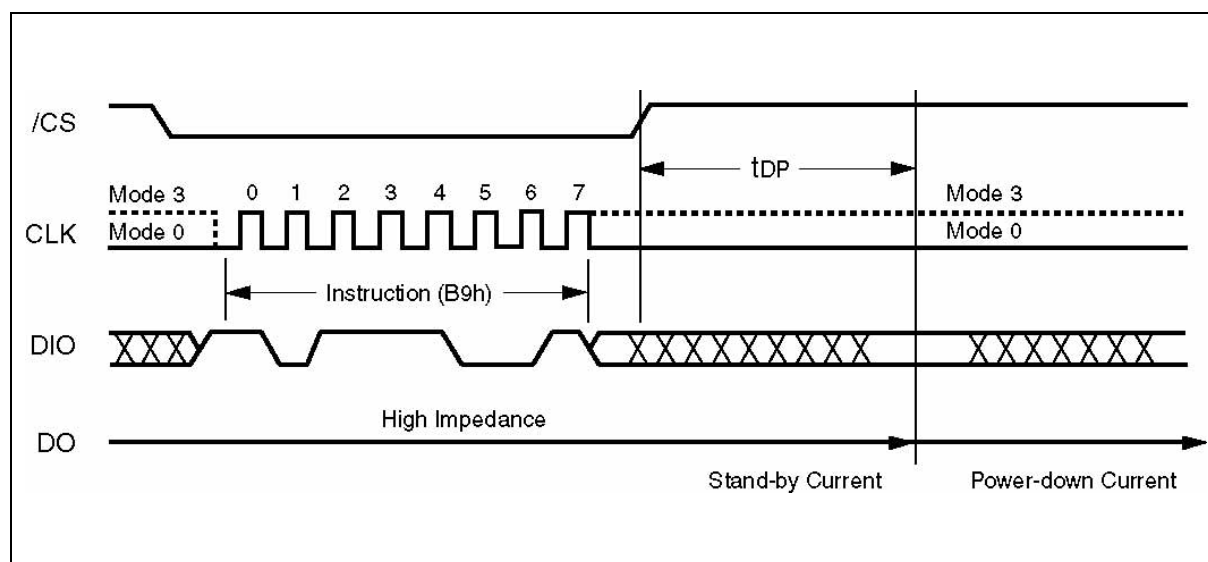 /CS
tDP
Mode 3 0 1 2 3 4 5 6 7 Mode 3
CLK Mode 0 Mode 0
Instruction (B9h)
DIO
High Impedance
DO
Stand-by Current Power-down Current